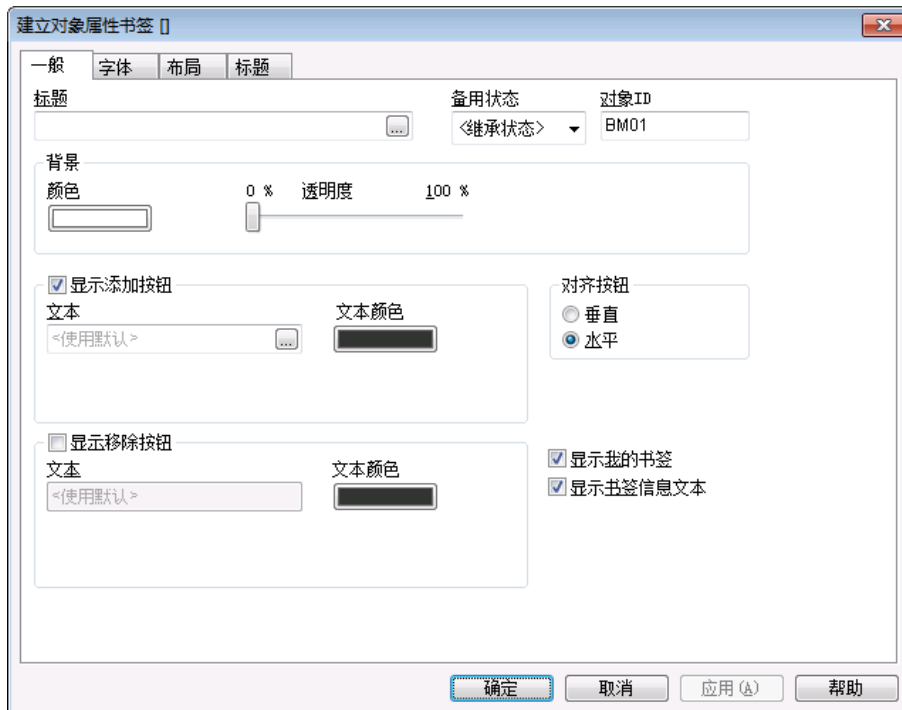 建立对象属性书签 []
一般 字体 布局 标题
标题 备用状态 对象ID
... <继承状态> BM01
背景
颜色 0 % 透明度 100 %
显示添加按钮 对齐按钮
文本 文本颜色 垂直
<使用默认> ... 水平
显示移除按钮
文本 文本颜色 显示我的书签
<使用默认> 显示书签信息文本
确定 取消 应用(A) 帮助